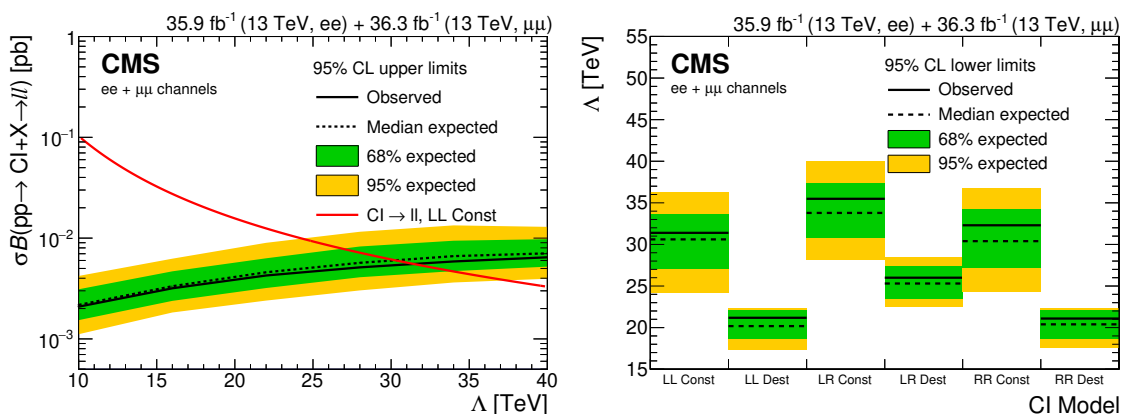 35.9 fb⁻¹ (13 TeV, ee) + 36.3 fb⁻¹ (13 TeV, μμ)
σB(pp→ CI+X→ll) [pb]
CMS
ee + μμ channels
95% CL upper limits
Observed
Median expected
68% expected
95% expected
CI → ll, LL Const
1
10⁻¹
10⁻²
10⁻³
10 15 20 25 30 35 40
Λ [TeV]
35.9 fb⁻¹ (13 TeV, ee) + 36.3 fb⁻¹ (13 TeV, μμ)
Λ [TeV]
CMS
ee + μμ channels
95% CL lower limits
Observed
Median expected
68% expected
95% expected
55
50
45
40
35
30
25
20
15
LL Const LL Dest LR Const LR Dest RR Const RR Dest
CI Model